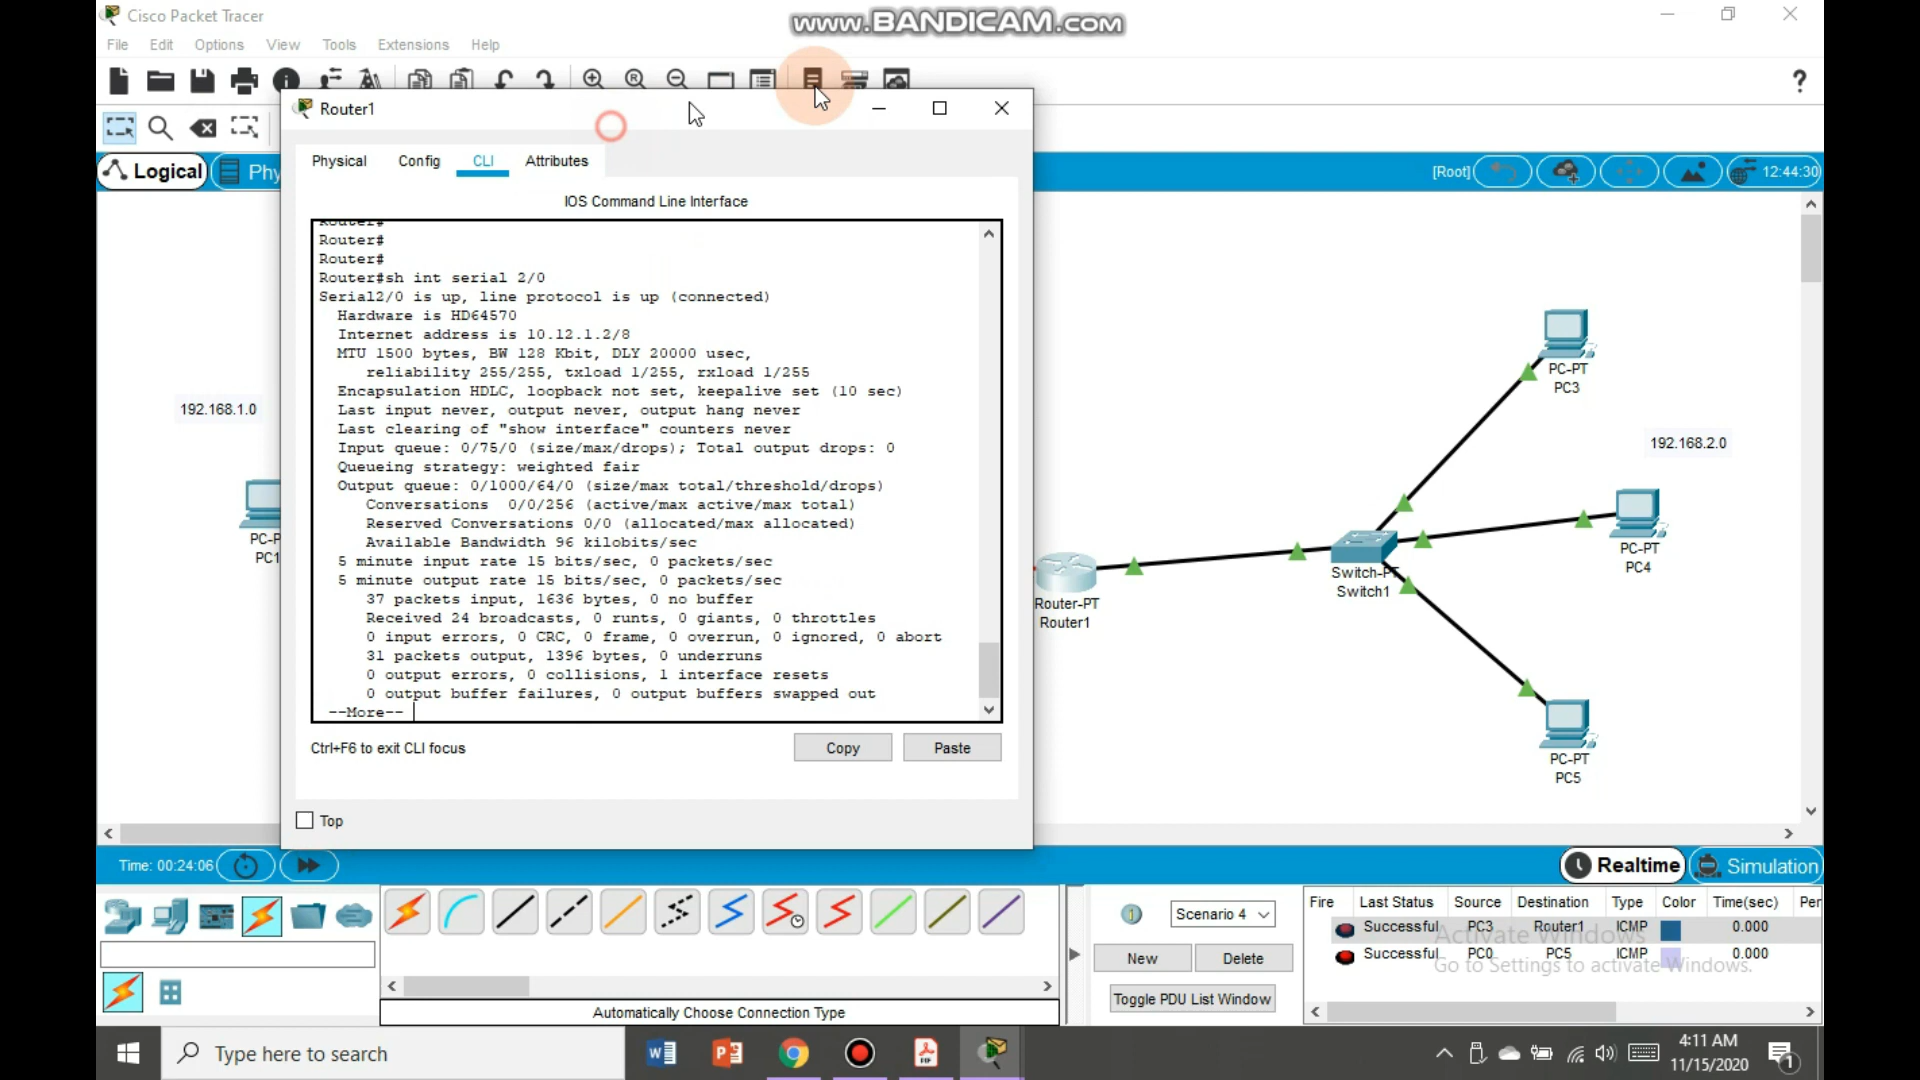 Cisco Packet Tracer
www.BANDICAM.com
File Edit Options View Tools Extensions Help
Router1
Logical
Phy
[Root]
12:44:30
Physical Config CLI Attributes
IOS Command Line Interface
Router#
Router#
Router#
Router#sh int serial 2/0
Serial2/0 is up, line protocol is up (connected)
Hardware is HD64570
Internet address is 10.12.1.2/8
MTU 1500 bytes, BW 128 Kbit, DLY 20000 usec,
reliability 255/255, txload 1/255, rxload 1/255
Encapsulation HDLC, loopback not set, keepalive set (10 sec)
Last input never, output never, output hang never
Last clearing of "show interface" counters never
Input queue: 0/75/0 (size/max/drops); Total output drops: 0
Queueing strategy: weighted fair
Output queue: 0/1000/64/0 (size/max total/threshold/drops)
Conversations 0/0/256 (active/max active/max total)
Reserved Conversations 0/0 (allocated/max allocated)
Available Bandwidth 96 kilobits/sec
5 minute input rate 15 bits/sec, 0 packets/sec
5 minute output rate 15 bits/sec, 0 packets/sec
37 packets input, 1636 bytes, 0 no buffer
Received 24 broadcasts, 0 runts, 0 giants, 0 throttles
0 input errors, 0 CRC, 0 frame, 0 overrun, 0 ignored, 0 abort
31 packets output, 1396 bytes, 0 underruns
0 output errors, 0 collisions, 1 interface resets
0 output buffer failures, 0 output buffers swapped out
--More--
Ctrl+F6 to exit CLI focus
Copy
Paste
Top
192.168.1.0
PC-P
PC1
Router-PT
Router1
Switch-PT
Switch1
PC-PT
PC3
192.168.2.0
PC-PT
PC4
PC-PT
PC5
Time: 00:24:06
Realtime
Simulation
Scenario 4
New
Delete
Toggle PDU List Window
Fire Last Status Source Destination Type Color Time(sec) Per
Successful PC3 Router1 ICMP 0.000
Successful PC0 PC5 ICMP 0.000
Activate Windows
Go to Settings to activate Windows.
Automatically Choose Connection Type
Type here to search
4:11 AM
11/15/2020
1